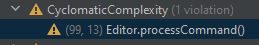 CyclomaticComplexity (1 violation)
(99, 13) Editor.processCommand()